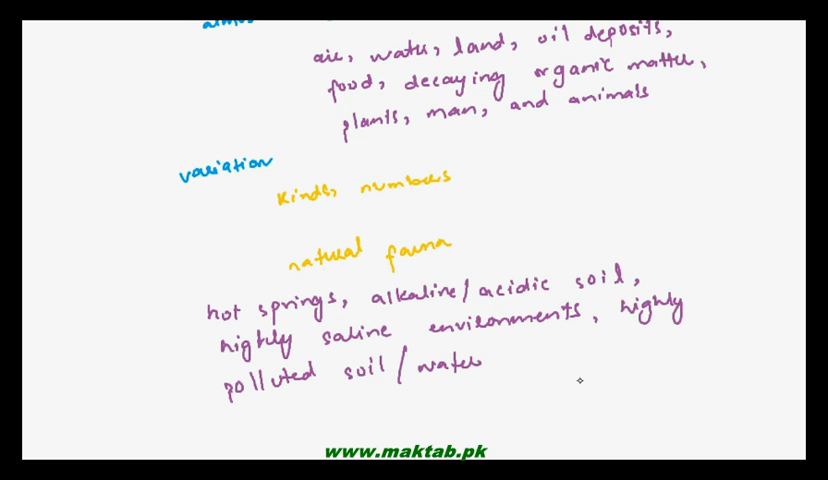 air, water, land, oil deposits,
food, decaying organic matter,
plants, man, and animals
variation
Kinds, numbers
natural fauna
hot springs, alkaline/acidic soil,
highly saline environments, highly
polluted soil/water
www.maktab.pk